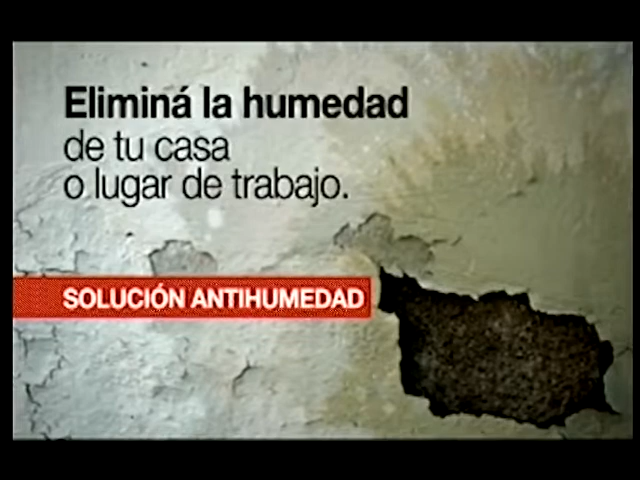 Eliminá la humedad
de tu casa
o lugar de trabajo.
SOLUCIÓN ANTIHUMEDAD